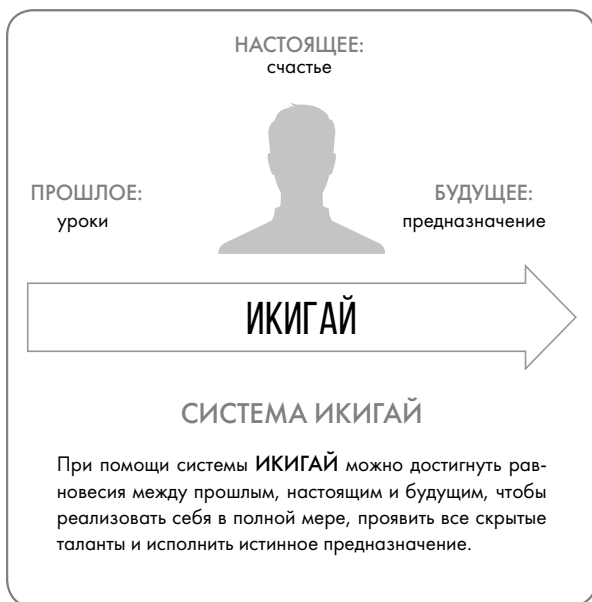 НАСТОЯЩЕЕ:
счастье
ПРОШЛОЕ:
уроки
БУДУЩЕЕ:
предназначение
ИКИГАЙ
СИСТЕМА ИКИГАЙ
При помощи системы ИКИГАЙ можно достигнуть рав-
новесия между прошлым, настоящим и будущим, чтобы
реализовать себя в полной мере, проявить все скрытые
таланты и исполнить истинное предназначение.